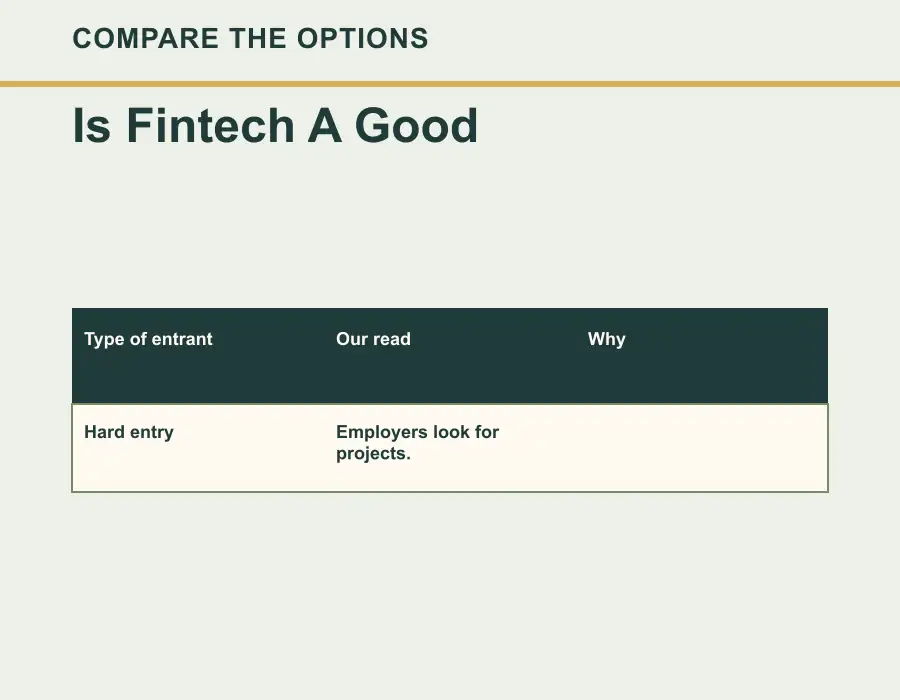 COMPARE THE OPTIONS
Is Fintech A Good
Type of entrant
Our read
Why
Hard entry
Employers look for
projects.